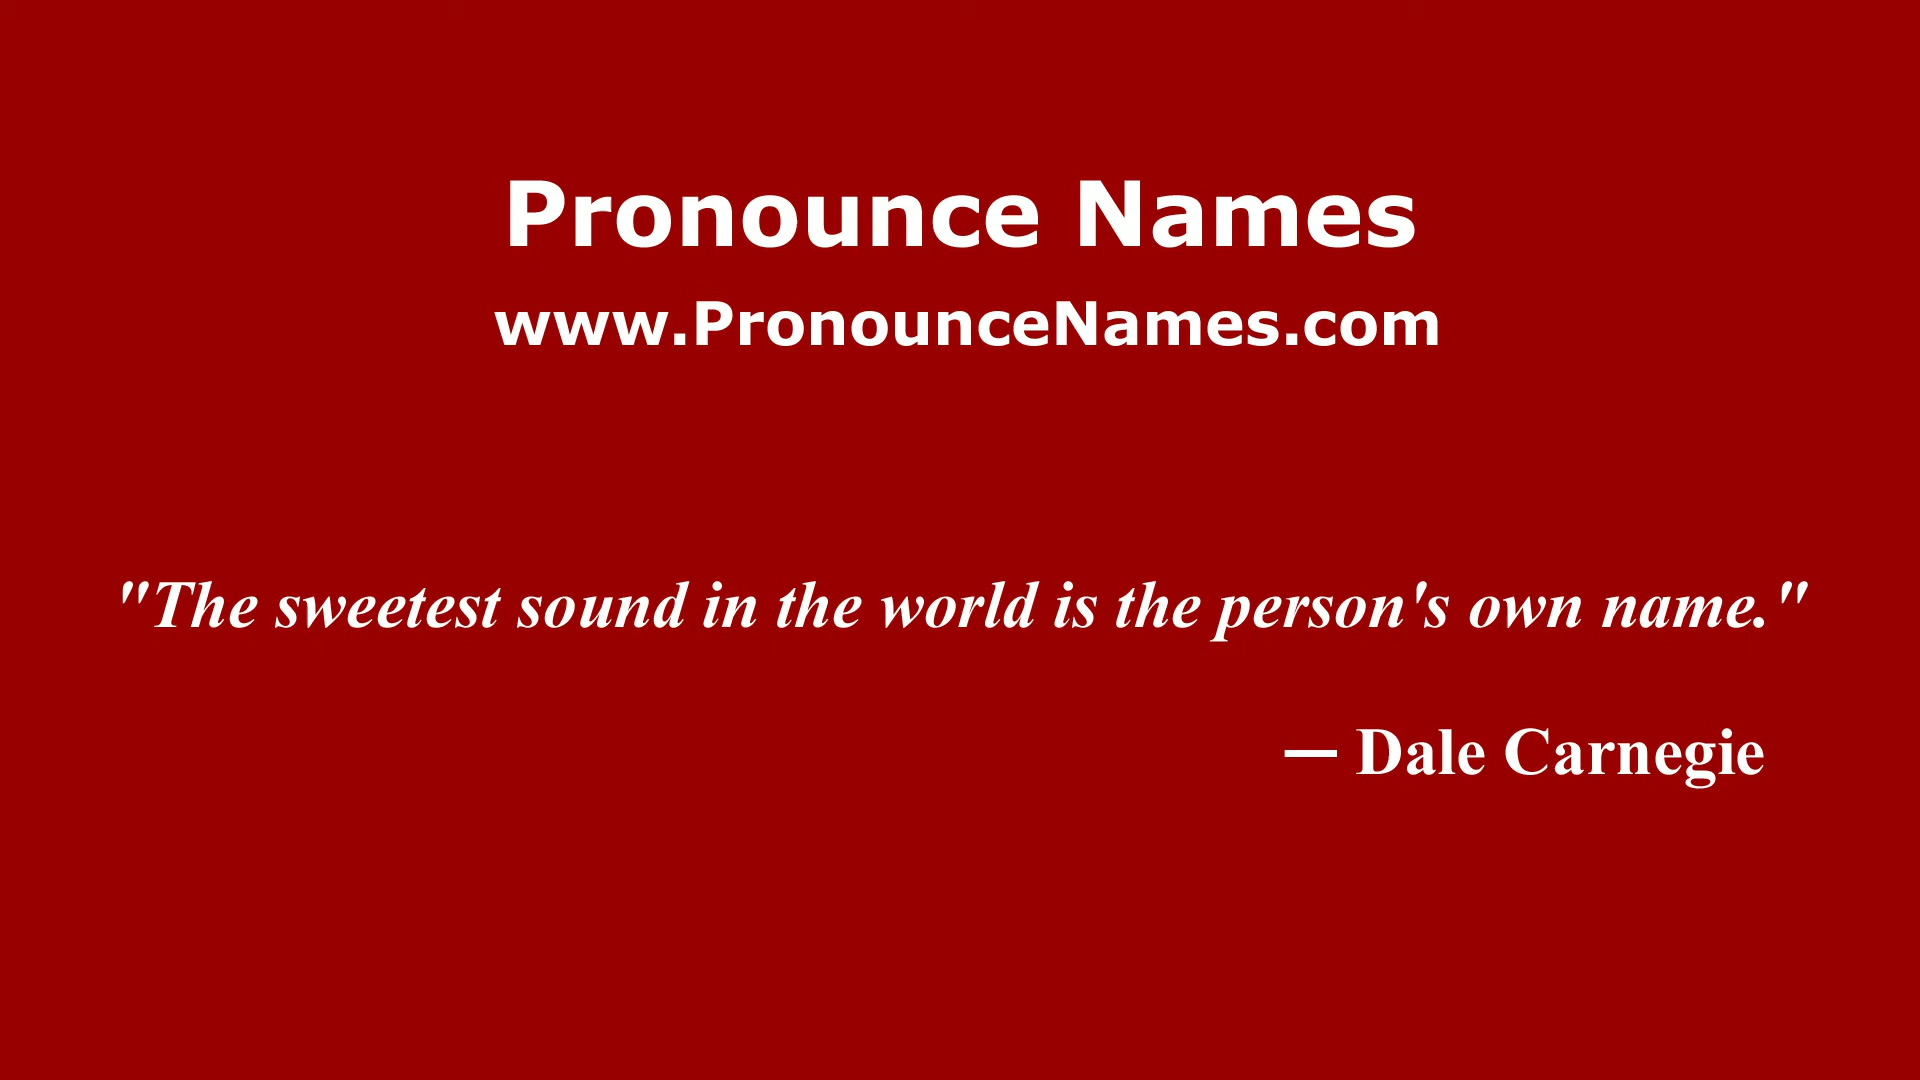 Pronounce Names
www.PronounceNames.com
"The sweetest sound in the world is the person's own name."
— Dale Carnegie